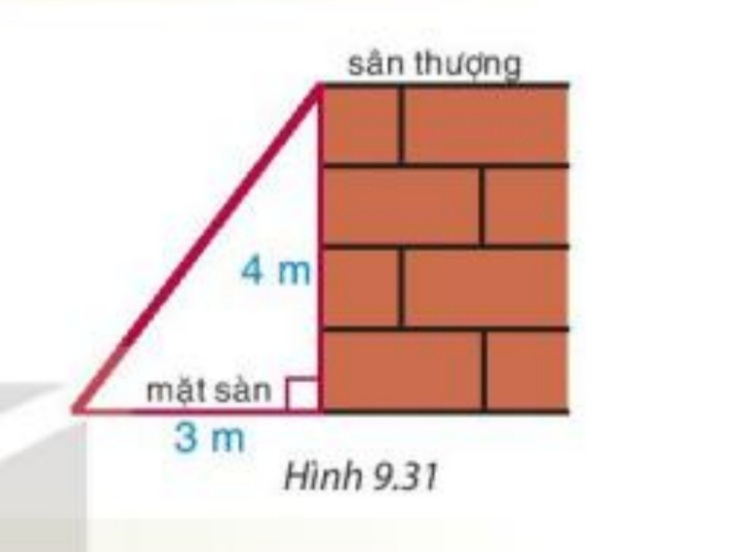 sân thượng
4 m
mặt sàn
3 m
Hình 9.31